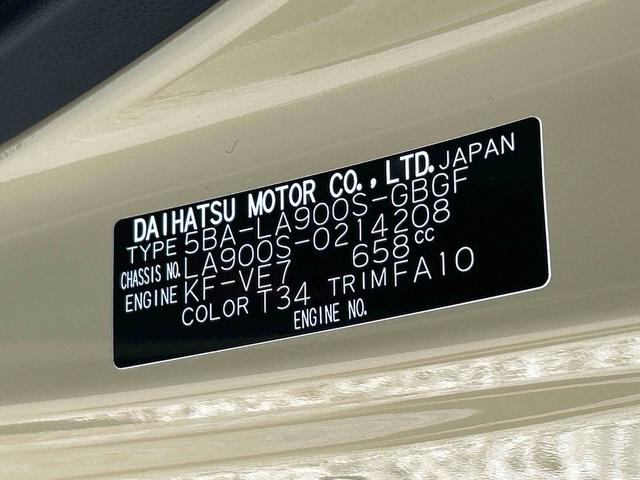 DAIHATSU MOTOR CO., LTD. JAPAN
TYPE 5BA-LA900S-GBGF
CHASSIS NO. LA900S-0214208
ENGINE KF-VE7 658cc
COLOR T34 TRIM FA10
ENGINE NO.